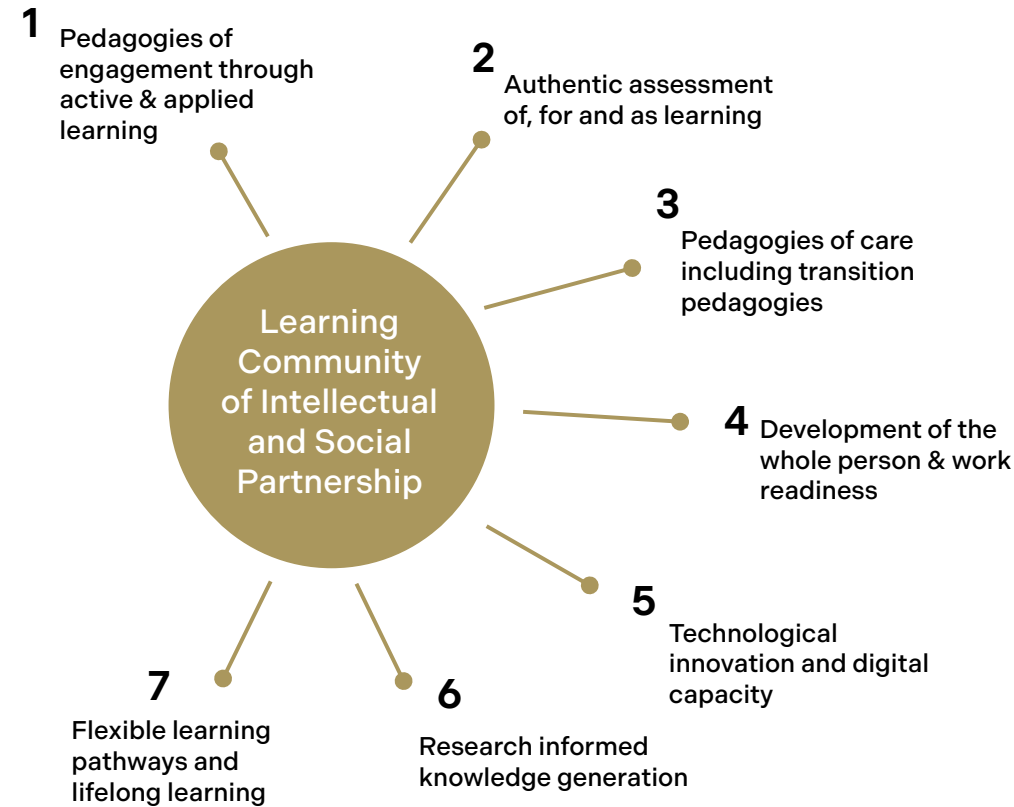 1
Pedagogies of
engagement through
active & applied
learning
2
Authentic assessment
of, for and as learning
3
Pedagogies of care
including transition
pedagogies
Learning
Community
of Intellectual
and Social
Partnership
4
Development of the
whole person & work
readiness
5
Technological
innovation and digital
capacity
6
Research informed
knowledge generation
7
Flexible learning
pathways and
lifelong learning